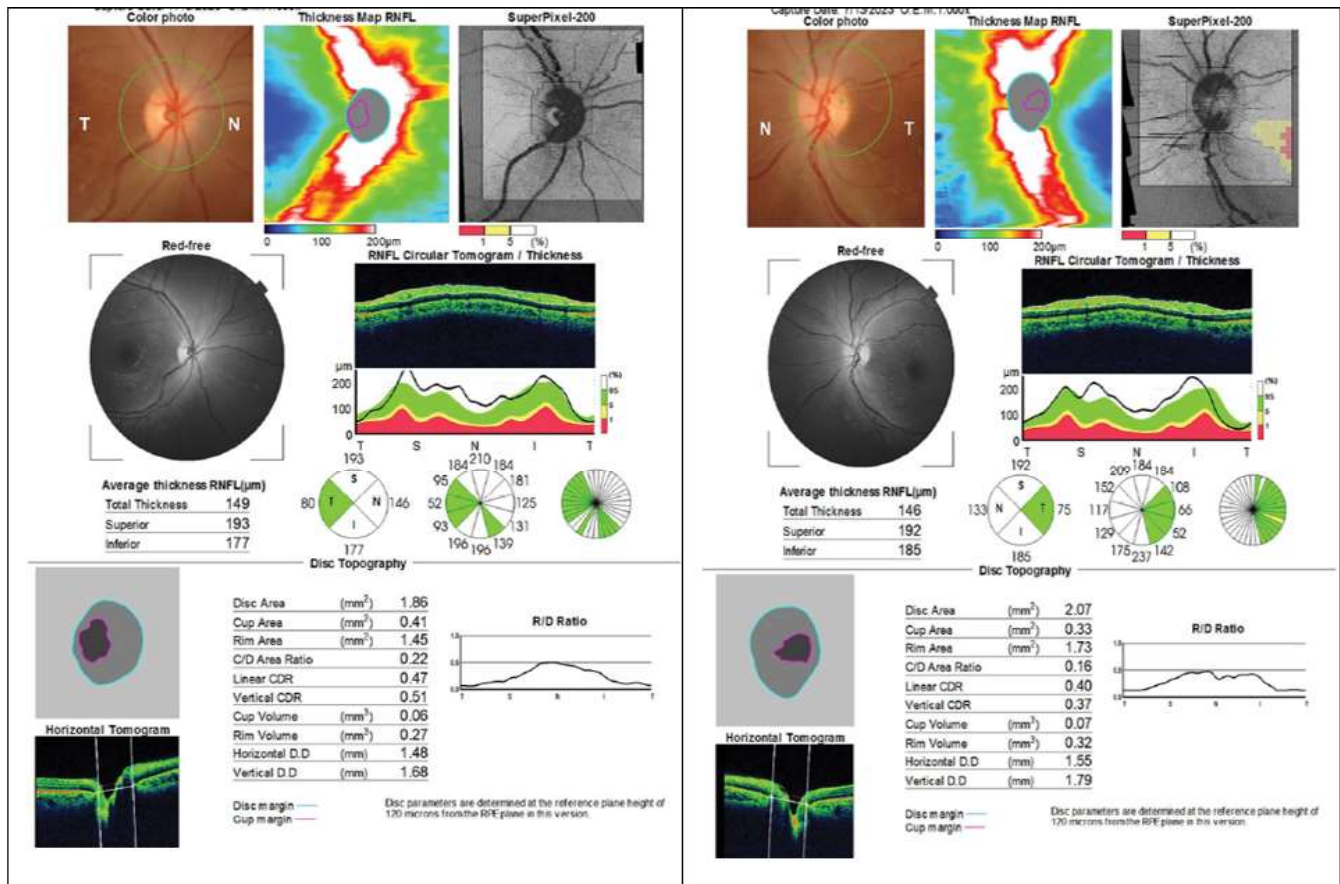 Color photo
Thickness Map RNFL
SuperPixel-200
T
N
0 100 200µm
1 5 (%)
Red-free
RNFL Circular Tomogram / Thickness
µm
200
100
0
(%)
95
5
1
T S N I T
Average thickness RNFL(µm)
Total Thickness 149
Superior 193
Inferior 177
193
S
80 T N 146
I
177
210
184 184
95 181
52 125
93 131
196 139
196
Disc Topography
Disc Area (mm²) 1.86
Cup Area (mm²) 0.41
Rim Area (mm²) 1.45
C/D Area Ratio 0.22
Linear CDR 0.47
Vertical CDR 0.51
Cup Volume (mm³) 0.06
Rim Volume (mm³) 0.27
Horizontal D.D (mm) 1.48
Vertical D.D (mm) 1.68
R/D Ratio
Horizontal Tomogram
Disc margin
Cup margin
Disc parameters are determined at the reference plane height of
120 microns from the RPE plane in this version.
Capture Date: 7/13/2023
Color photo
Thickness Map RNFL
SuperPixel-200
N
T
0 100 200µm
1 5 (%)
Red-free
RNFL Circular Tomogram / Thickness
µm
200
100
0
(%)
95
5
1
T S N I T
Average thickness RNFL(µm)
Total Thickness 146
Superior 192
Inferior 185
192
S
133 N T 75
I
185
184
209 184
152 108
117 66
129 52
175 142
237
Disc Topography
Disc Area (mm²) 2.07
Cup Area (mm²) 0.33
Rim Area (mm²) 1.73
C/D Area Ratio 0.16
Linear CDR 0.40
Vertical CDR 0.37
Cup Volume (mm³) 0.07
Rim Volume (mm³) 0.32
Horizontal D.D (mm) 1.55
Vertical D.D (mm) 1.79
R/D Ratio
Horizontal Tomogram
Disc margin
Cup margin
Disc parameters are determined at the reference plane height of
120 microns from the RPE plane in this version.